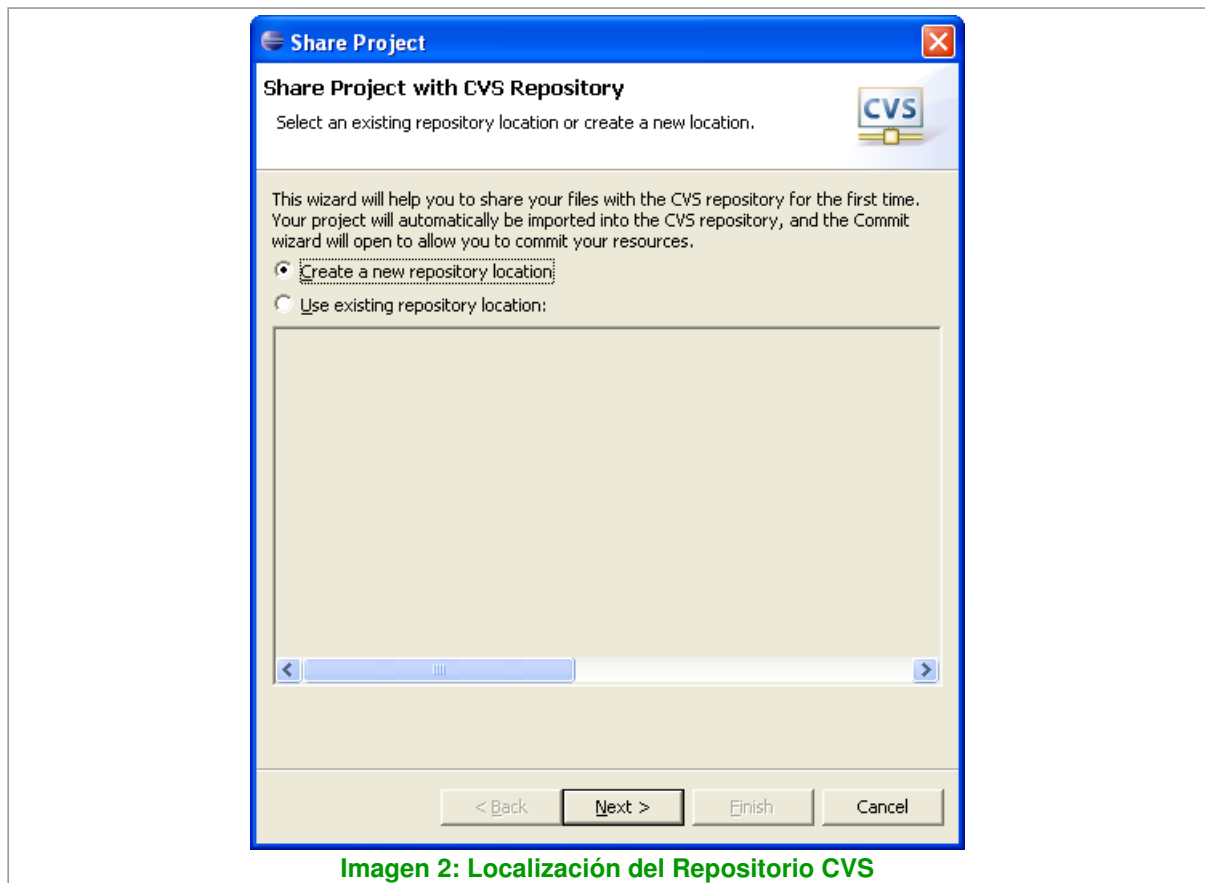 Share Project
Share Project with CVS Repository
Select an existing repository location or create a new location.
CVS
This wizard will help you to share your files with the CVS repository for the first time.
Your project will automatically be imported into the CVS repository, and the Commit
wizard will open to allow you to commit your resources.
Create a new repository location
Use existing repository location:
< Back
Next >
Finish
Cancel
Imagen 2: Localización del Repositorio CVS